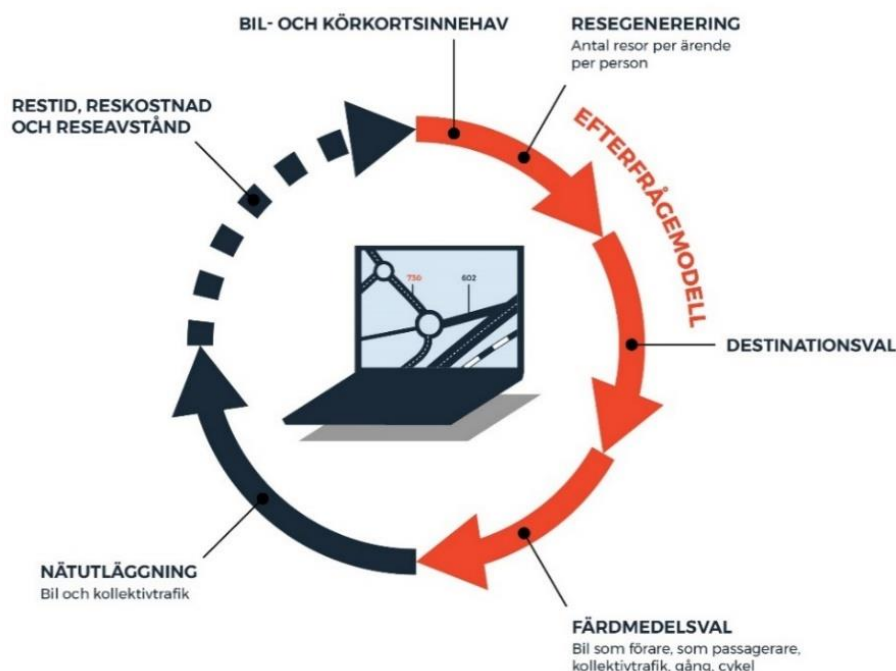 BIL- OCH KÖRKORTSINNEHAV
RESEGENERERING
Antal resor per ärende
per person
RESTID, RESKOSTNAD
OCH RESEAVSTÅND
EFTERFRÅGEMODELL
730
602
DESTINATIONSVAL
NÄTUTLÄGGNING
Bil och kollektivtrafik
FÄRDMEDELSVAL
Bil som förare, som passagerare,
kollektivtrafik, gång, cykel